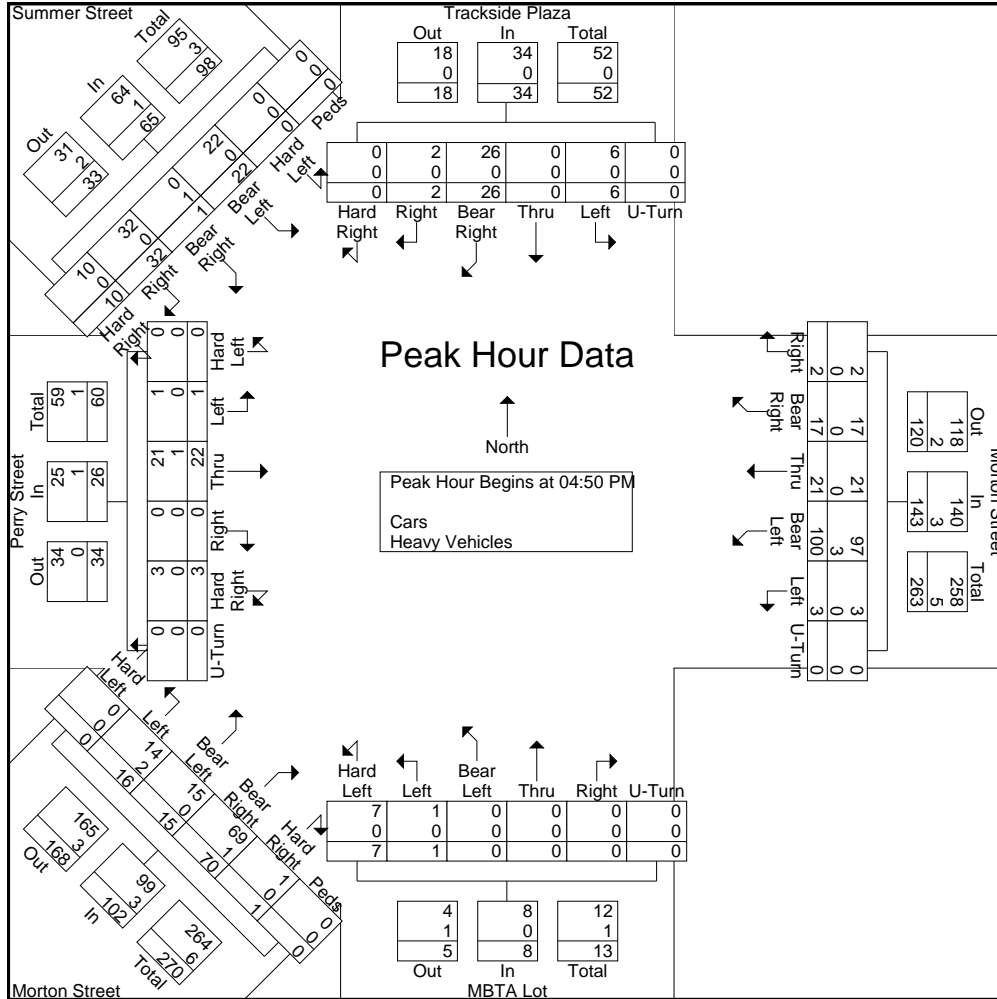 Summer Street
Total
95
3
98
In
64
1
65
Out
31
2
33
0
0
0
Peds
22
0
22
Hard
Left
0
1
1
Bear
Left
32
0
32
Bear
Right
10
0
10
Right
Hard
Right
0
0
0
Trackside Plaza
Out In Total
18 34 52
0 0 0
18 34 52
0 2 26 0 6 0
0 0 0 0 0 0
0 2 26 0 6 0
Hard Right Bear Thru Left U-Turn
Right Right
Peak Hour Data
North
Peak Hour Begins at 04:50 PM
Cars
Heavy Vehicles
Perry Street
Total
59
1
60
In
25
1
26
Out
34
0
34
0 0 0 Hard Left
1 0 1 Left
21 1 22 Thru
0 0 0 Right
3 0 3 Hard Right
0 0 0 U-Turn
Right 2 0 2
Bear Right 17 0 17
Thru 21 0 21
Bear Left 100 3 97
Left 3 0 3
U-Turn 0 0 0
Morton Street
Out
118
2
120
In
140
3
143
Total
258
5
263
Hard
Left
0
0
0
Left
14
2
16
Bear
Left
15
0
15
Bear
Right
69
1
70
Hard
Right
1
0
1
Peds
0
0
0
165
3
168
Out
99
3
102
In
264
6
270
Total
Morton Street
Hard Left Bear Thru Right U-Turn
Left Left
7 1 0 0 0 0
0 0 0 0 0 0
7 1 0 0 0 0
4 8 12
1 0 1
5 8 13
Out In Total
MBTA Lot